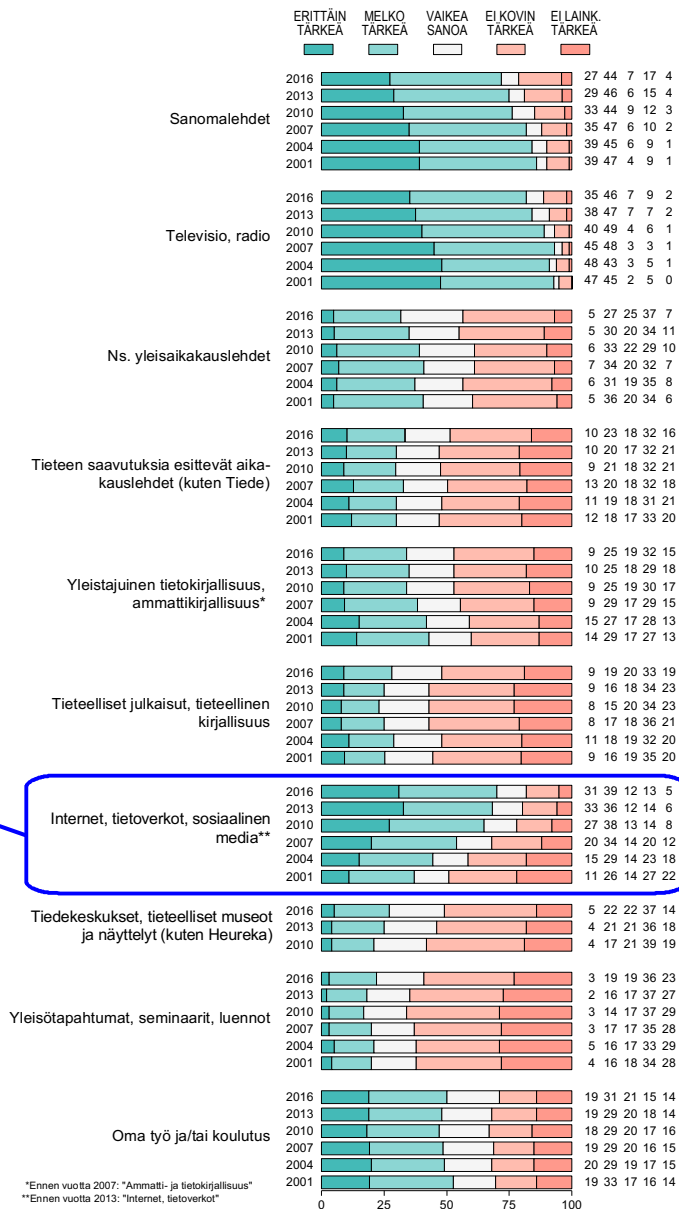 ERITTÄIN TÄRKEÄ
MELKO TÄRKEÄ
VAIKEA SANOA
EI KOVIN TÄRKEÄ
EI LAINK. TÄRKEÄ
Sanomalehdet
2016 27 44 7 17 4
2013 29 46 6 15 4
2010 33 44 9 12 3
2007 35 47 6 10 2
2004 39 45 6 9 1
2001 39 47 4 9 1
Televisio, radio
2016 35 46 7 9 2
2013 38 47 7 7 2
2010 40 49 4 6 1
2007 45 48 3 3 1
2004 48 43 3 5 1
2001 47 45 2 5 0
Ns. yleisaikakauslehdet
2016 5 27 25 37 7
2013 5 30 20 34 11
2010 6 33 22 29 10
2007 7 34 20 32 7
2004 6 31 19 35 8
2001 5 36 20 34 6
Tieteen saavutuksia esittevät aika-
kauslehdet (kuten Tiede)
2016 10 23 18 32 16
2013 10 20 17 32 21
2010 9 21 18 32 21
2007 13 20 18 32 18
2004 11 19 18 31 21
2001 12 18 17 33 20
Yleistajuinen tietokirjallisuus,
ammattikirjallisuus*
2016 9 25 19 32 15
2013 10 25 18 29 18
2010 9 25 19 30 17
2007 9 29 17 29 15
2004 15 27 17 28 13
2001 14 29 17 27 13
Tieteelliset julkaisut, tieteellinen
kirjallisuus
2016 9 19 20 33 19
2013 9 16 18 34 23
2010 8 15 20 34 23
2007 8 17 18 36 21
2004 11 18 19 32 20
2001 9 16 19 35 20
Internet, tietoverkot, sosiaalinen
media**
2016 31 39 12 13 5
2013 33 36 12 14 6
2010 27 38 13 14 8
2007 20 34 14 20 12
2004 15 29 14 23 18
2001 11 26 14 27 22
Tiedekeskukset, tieteelliset museot
ja näyttelyt (kuten Heureka)
2016 5 22 22 37 14
2013 4 21 21 36 18
2010 4 17 21 39 19
Yleisötapahtumat, seminaarit, luennot
2016 3 19 19 36 23
2013 2 16 17 37 27
2010 3 14 17 37 29
2007 3 17 17 35 28
2004 5 16 17 33 29
2001 4 16 18 34 28
Oma työ ja/tai koulutus
2016 19 31 21 15 14
2013 19 29 20 18 14
2010 18 29 20 17 16
2007 19 29 20 16 15
2004 20 29 19 17 15
2001 19 33 17 16 14
0 25 50 75 100
*Ennen vuotta 2007: "Ammatti- ja tietokirjallisuus"
**Ennen vuotta 2013: "Internet, tietoverkot"